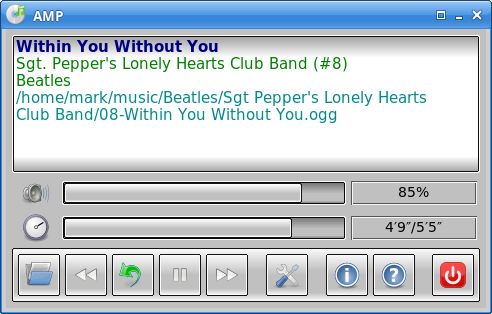 AMP
Within You Without You
Sgt. Pepper's Lonely Hearts Club Band (#8)
Beatles
/home/mark/music/Beatles/Sgt Pepper's Lonely Hearts
Club Band/08-Within You Without You.ogg
85%
4′9″/5′5″